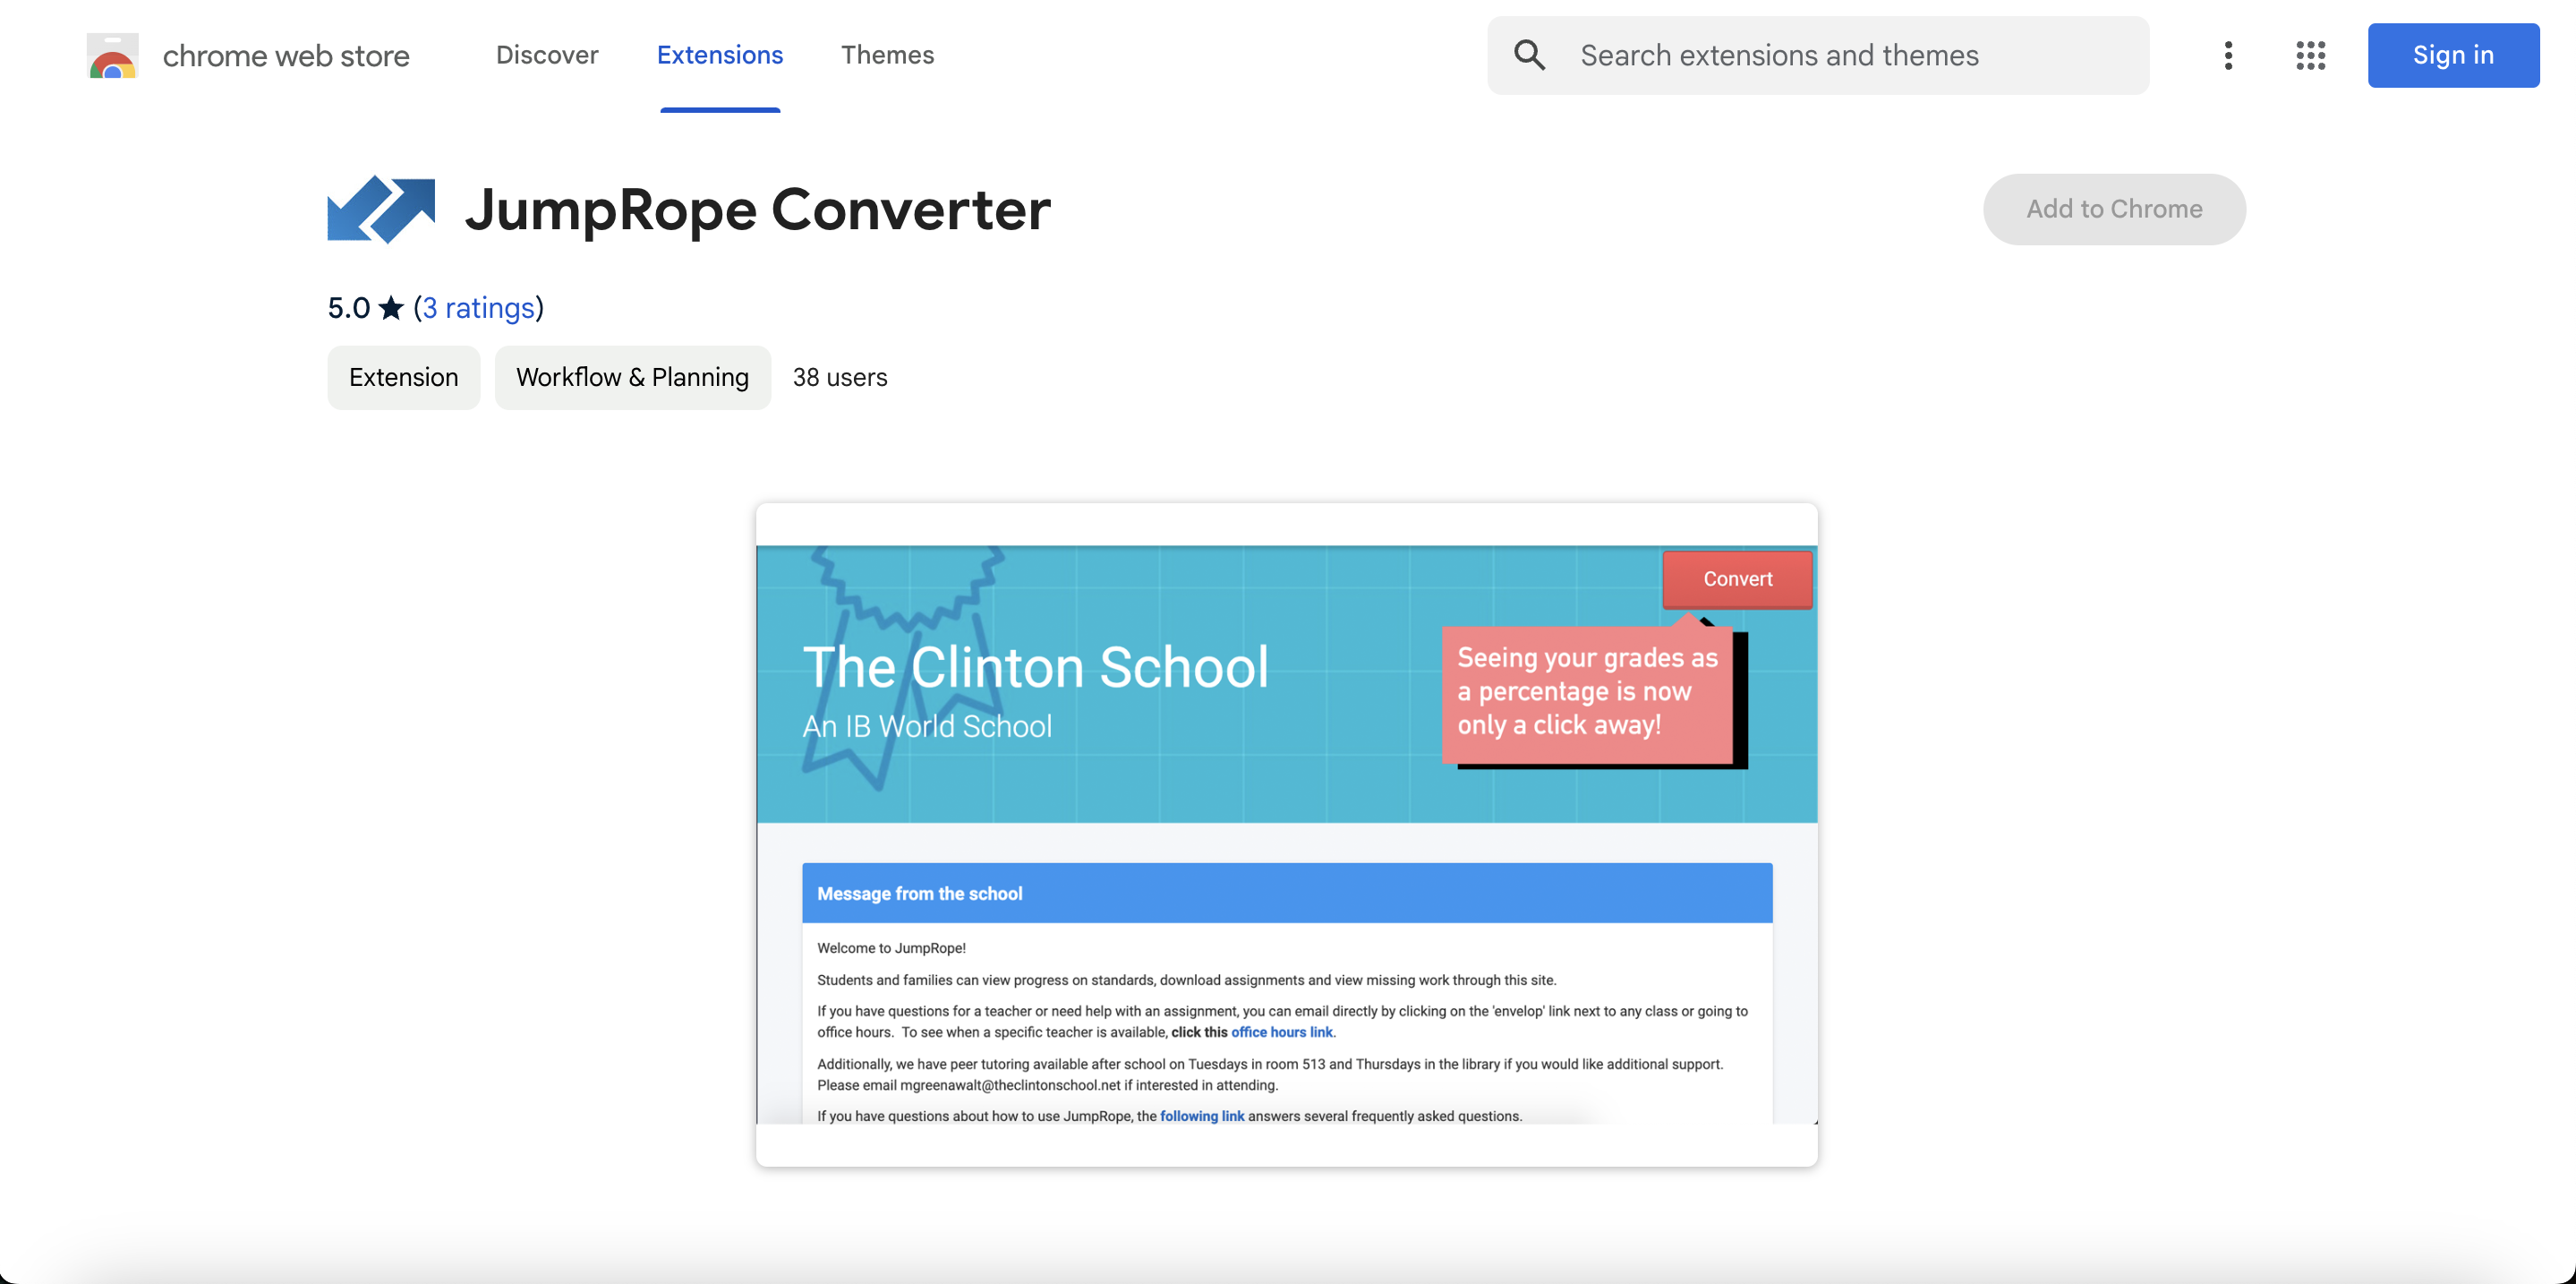 chrome web store
Discover
Extensions
Themes
Search extensions and themes
Sign in
JumpRope Converter
Add to Chrome
5.0 ★ (3 ratings)
Extension
Workflow & Planning
38 users
Convert
The Clinton School
An IB World School
Seeing your grades as
a percentage is now
only a click away!
Message from the school
Welcome to JumpRope!
Students and families can view progress on standards, download assignments and view missing work through this site.
If you have questions for a teacher or need help with an assignment, you can email directly by clicking on the 'envelop' link next to any class or going to
office hours. To see when a specific teacher is available, click this office hours link.
Additionally, we have peer tutoring available after school on Tuesdays in room 513 and Thursdays in the library if you would like additional support.
Please email mgreenawalt@theclintonschool.net if interested in attending.
If you have questions about how to use JumpRope, the following link answers several frequently asked questions.